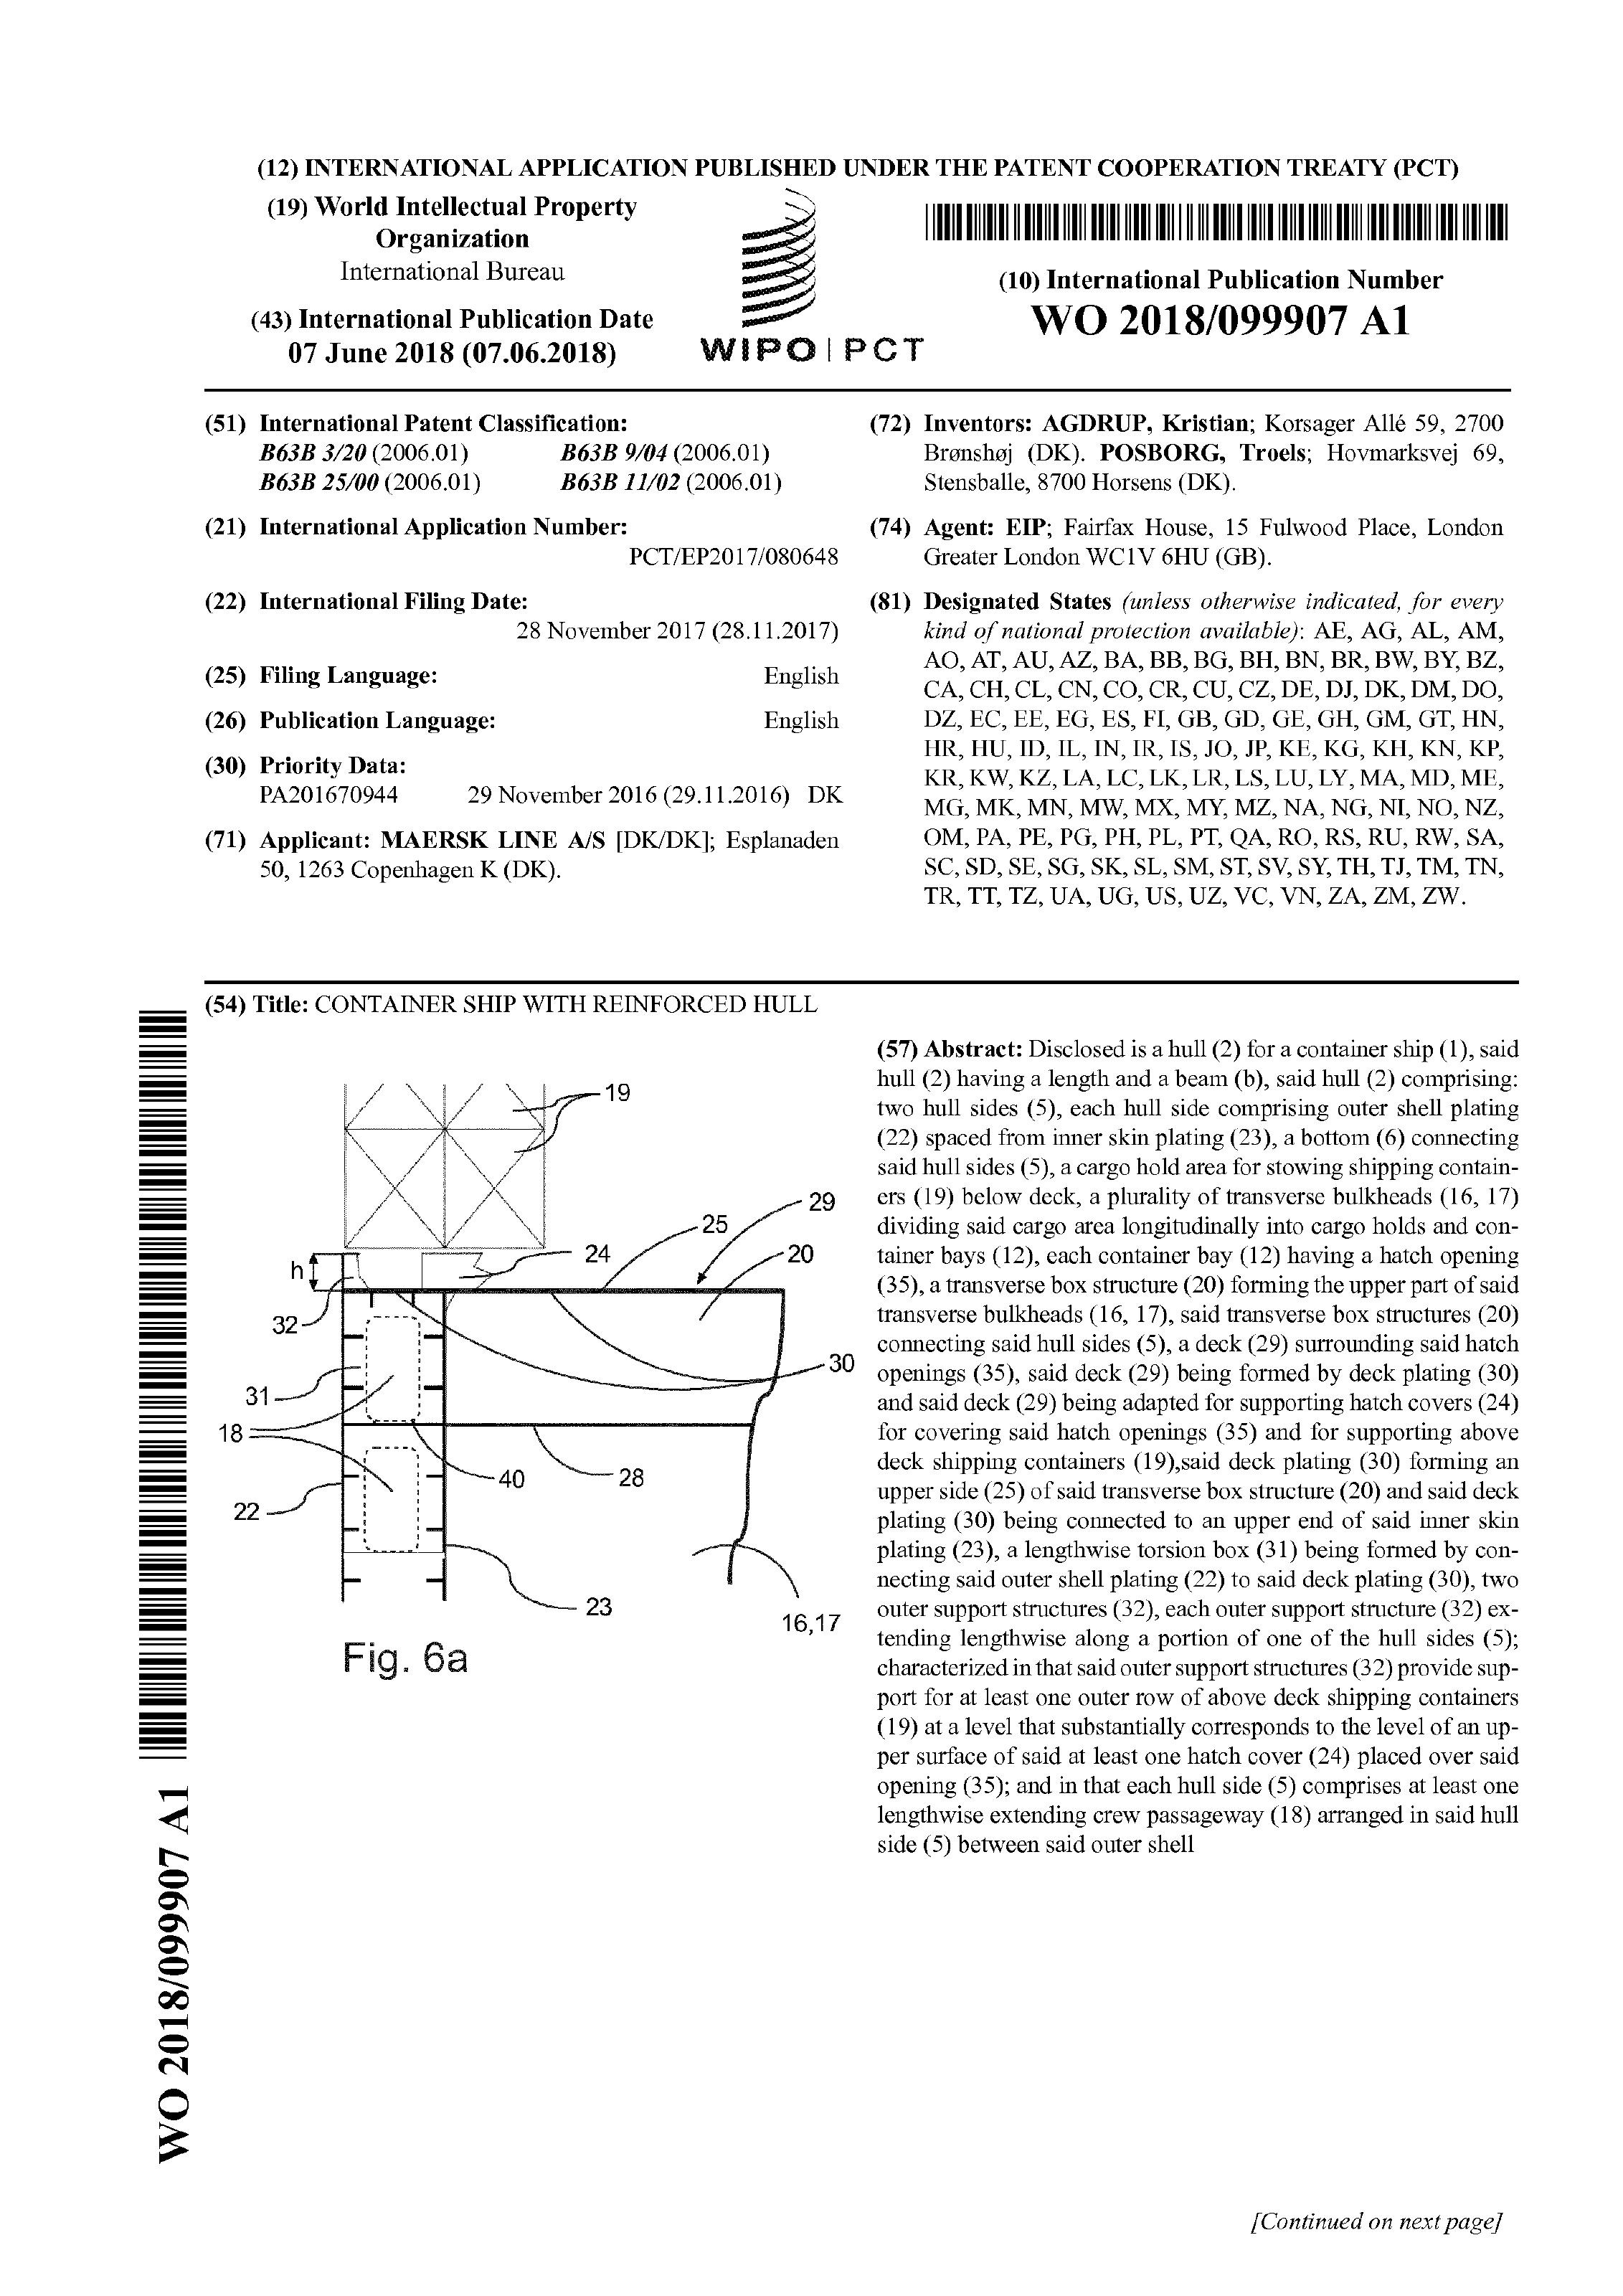 (12) INTERNATIONAL APPLICATION PUBLISHED UNDER THE PATENT COOPERATION TREATY (PCT)
(19) World Intellectual Property
Organization
International Bureau
(43) International Publication Date
07 June 2018 (07.06.2018)
WIPO | PCT
(10) International Publication Number
WO 2018/099907 A1
(51) International Patent Classification:
B63B 3/20 (2006.01) B63B 9/04 (2006.01)
B63B 25/00 (2006.01) B63B 11/02 (2006.01)
(21) International Application Number:
PCT/EP2017/080648
(22) International Filing Date:
28 November 2017 (28.11.2017)
(25) Filing Language: English
(26) Publication Language: English
(30) Priority Data:
PA201670944 29 November 2016 (29.11.2016) DK
(71) Applicant: MAERSK LINE A/S [DK/DK]; Esplanaden
50, 1263 Copenhagen K (DK).
(72) Inventors: AGDRUP, Kristian; Korsager Allé 59, 2700
Brønshøj (DK). POSBORG, Troels; Hovmarksvej 69,
Stensballe, 8700 Horsens (DK).
(74) Agent: EIP; Fairfax House, 15 Fulwood Place, London
Greater London WC1V 6HU (GB).
(81) Designated States (unless otherwise indicated, for every
kind of national protection available): AE, AG, AL, AM,
AO, AT, AU, AZ, BA, BB, BG, BH, BN, BR, BW, BY, BZ,
CA, CH, CL, CN, CO, CR, CU, CZ, DE, DJ, DK, DM, DO,
DZ, EC, EE, EG, ES, FI, GB, GD, GE, GH, GM, GT, HN,
HR, HU, ID, IL, IN, IR, IS, JO, JP, KE, KG, KH, KN, KP,
KR, KW, KZ, LA, LC, LK, LR, LS, LU, LY, MA, MD, ME,
MG, MK, MN, MW, MX, MY, MZ, NA, NG, NI, NO, NZ,
OM, PA, PE, PG, PH, PL, PT, QA, RO, RS, RU, RW, SA,
SC, SD, SE, SG, SK, SL, SM, ST, SV, SY, TH, TJ, TM, TN,
TR, TT, TZ, UA, UG, US, UZ, VC, VN, ZA, ZM, ZW.
(54) Title: CONTAINER SHIP WITH REINFORCED HULL
19
29
25
24
20
h
32
30
31
18
40
28
22
23
16,17
Fig. 6a
(57) Abstract: Disclosed is a hull (2) for a container ship (1), said
hull (2) having a length and a beam (b), said hull (2) comprising:
two hull sides (5), each hull side comprising outer shell plating
(22) spaced from inner skin plating (23), a bottom (6) connecting
said hull sides (5), a cargo hold area for stowing shipping contain-
ers (19) below deck, a plurality of transverse bulkheads (16, 17)
dividing said cargo area longitudinally into cargo holds and con-
tainer bays (12), each container bay (12) having a hatch opening
(35), a transverse box structure (20) forming the upper part of said
transverse bulkheads (16, 17), said transverse box structures (20)
connecting said hull sides (5), a deck (29) surrounding said hatch
openings (35), said deck (29) being formed by deck plating (30)
and said deck (29) being adapted for supporting hatch covers (24)
for covering said hatch openings (35) and for supporting above
deck shipping containers (19),said deck plating (30) forming an
upper side (25) of said transverse box structure (20) and said deck
plating (30) being connected to an upper end of said inner skin
plating (23), a lengthwise torsion box (31) being formed by con-
necting said outer shell plating (22) to said deck plating (30), two
outer support structures (32), each outer support structure (32) ex-
tending lengthwise along a portion of one of the hull sides (5);
characterized in that said outer support structures (32) provide sup-
port for at least one outer row of above deck shipping containers
(19) at a level that substantially corresponds to the level of an up-
per surface of said at least one hatch cover (24) placed over said
opening (35); and in that each hull side (5) comprises at least one
lengthwise extending crew passageway (18) arranged in said hull
side (5) between said outer shell
WO 2018/099907 A1
[Continued on next page]